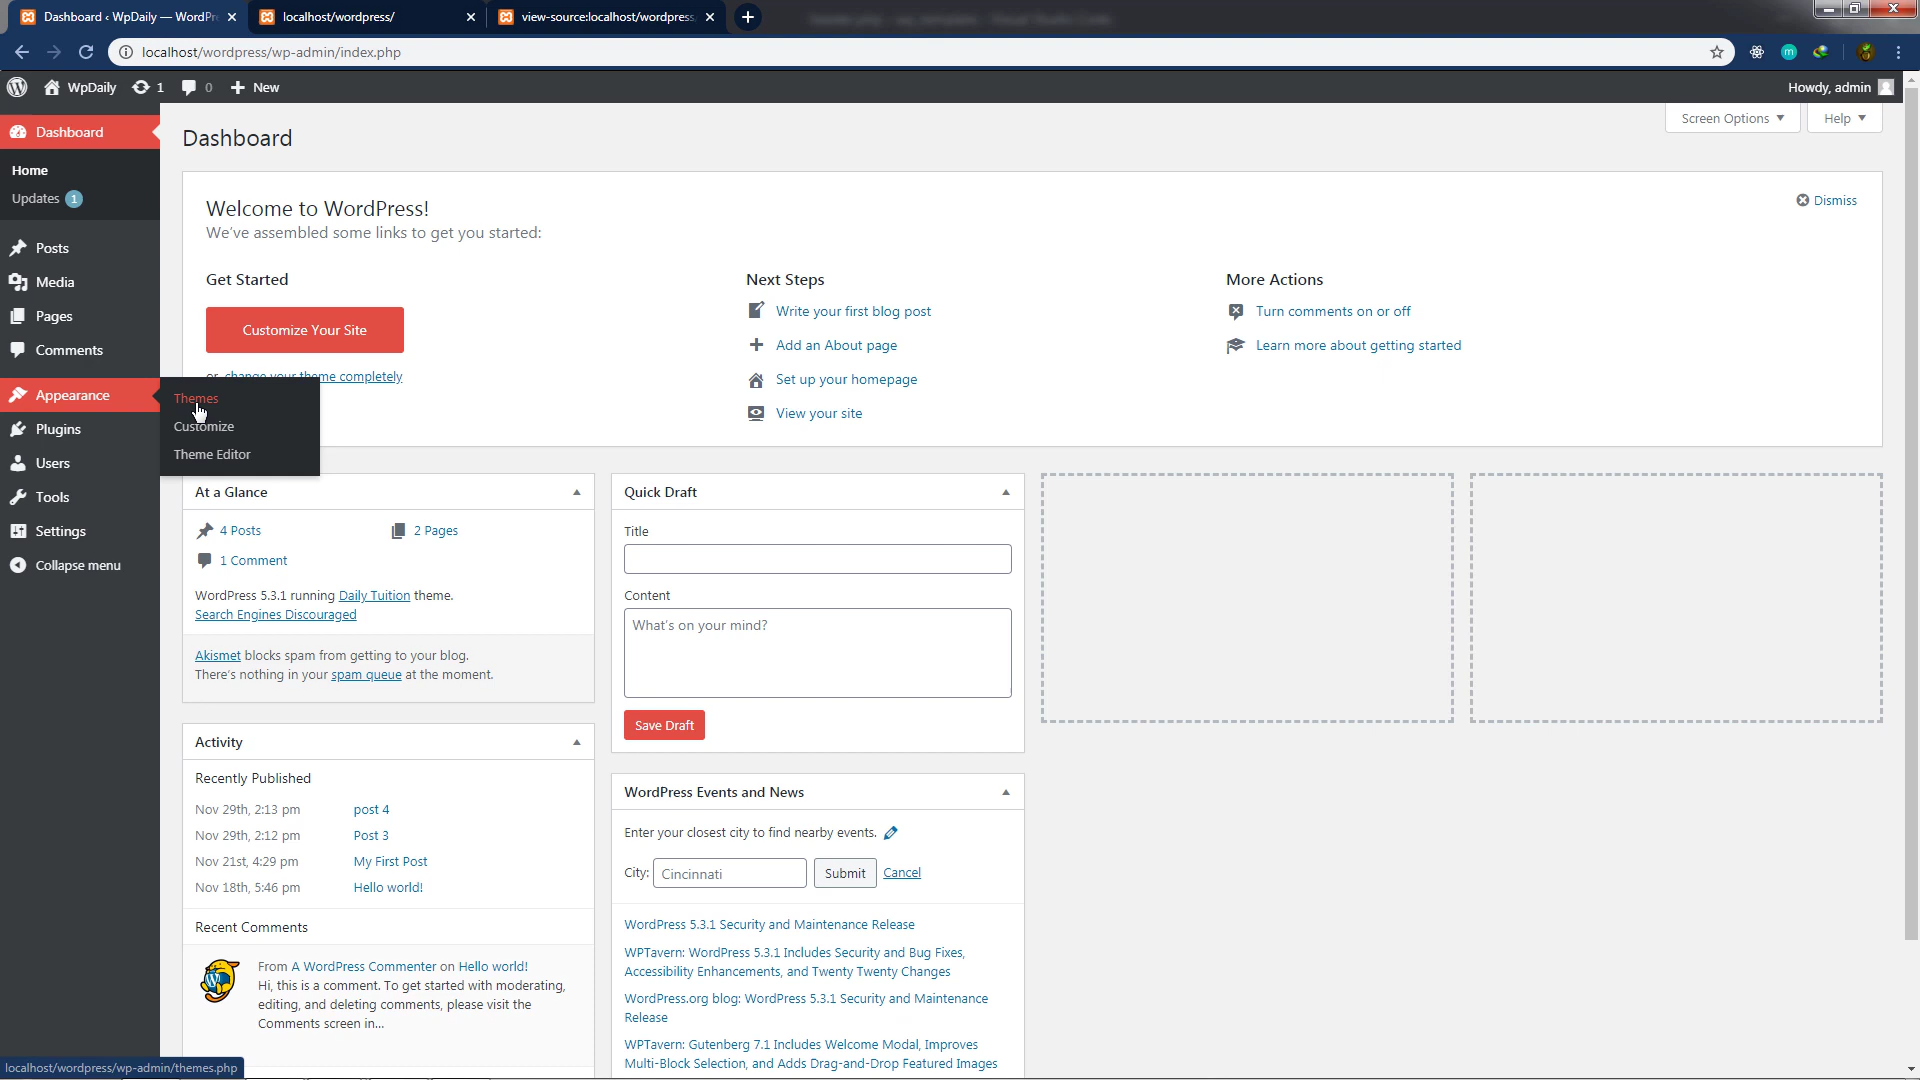 Dashboard ‹ WpDaily — WordPr
localhost/wordpress/
view-source:localhost/wordpress
localhost/wordpress/wp-admin/index.php
WpDaily
1
0
New
Howdy, admin
Dashboard
Home
Updates 1
Posts
Media
Pages
Comments
Appearance
Plugins
Users
Tools
Settings
Collapse menu
Themes
Customize
Theme Editor
Dashboard
Screen Options
Help
Welcome to WordPress!
We've assembled some links to get you started:
Dismiss
Get Started
Customize Your Site
or, change your theme completely
Next Steps
Write your first blog post
Add an About page
Set up your homepage
View your site
More Actions
Turn comments on or off
Learn more about getting started
At a Glance
4 Posts
2 Pages
1 Comment
WordPress 5.3.1 running Daily Tuition theme.
Search Engines Discouraged
Akismet blocks spam from getting to your blog.
There's nothing in your spam queue at the moment.
Activity
Recently Published
Nov 29th, 2:13 pm post 4
Nov 29th, 2:12 pm Post 3
Nov 21st, 4:29 pm My First Post
Nov 18th, 5:46 pm Hello world!
Recent Comments
From A WordPress Commenter on Hello world!
Hi, this is a comment. To get started with moderating,
editing, and deleting comments, please visit the
Comments screen in...
Quick Draft
Title
Content
What's on your mind?
Save Draft
WordPress Events and News
Enter your closest city to find nearby events.
City: Cincinnati Submit Cancel
WordPress 5.3.1 Security and Maintenance Release
WPTavern: WordPress 5.3.1 Includes Security and Bug Fixes,
Accessibility Enhancements, and Twenty Twenty Changes
WordPress.org blog: WordPress 5.3.1 Security and Maintenance
Release
WPTavern: Gutenberg 7.1 Includes Welcome Modal, Improves
Multi-Block Selection, and Adds Drag-and-Drop Featured Images
localhost/wordpress/wp-admin/themes.php